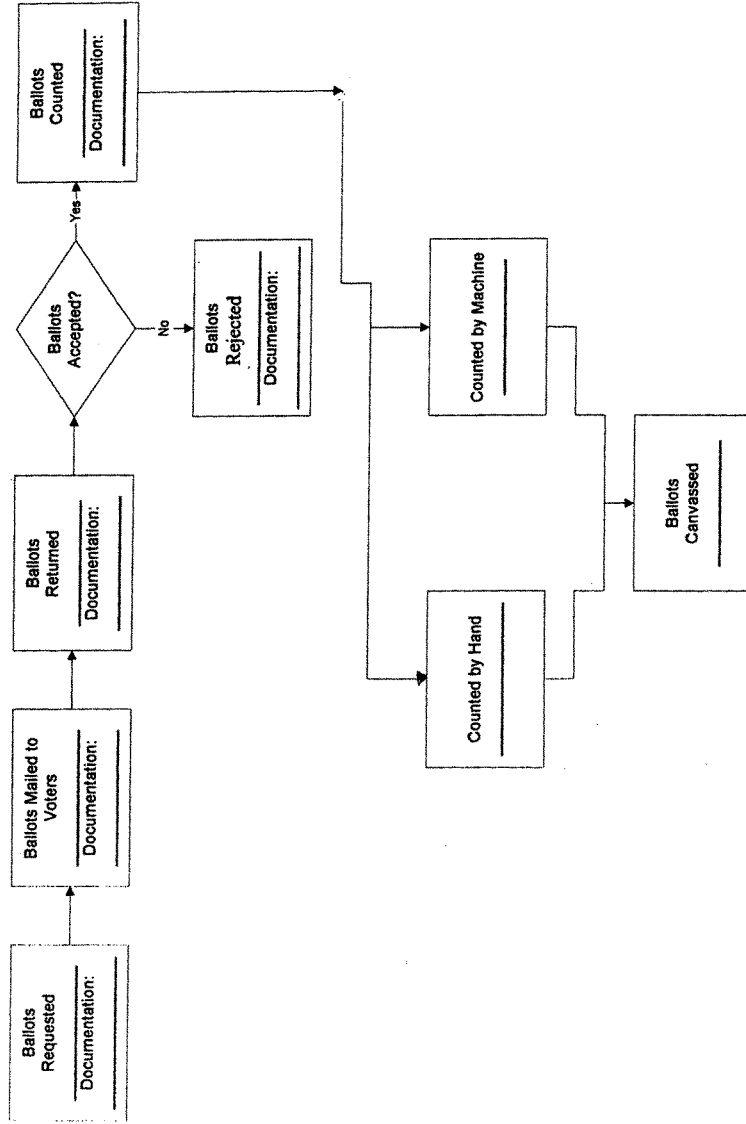 Ballots
Requested
Documentation:
Ballots Mailed to
Voters
Documentation:
Ballots
Returned
Documentation:
Ballots
Accepted?
Yes
No
Ballots
Counted
Documentation:
Ballots
Rejected
Documentation:
Counted by Hand
Counted by Machine
Ballots
Canvassed